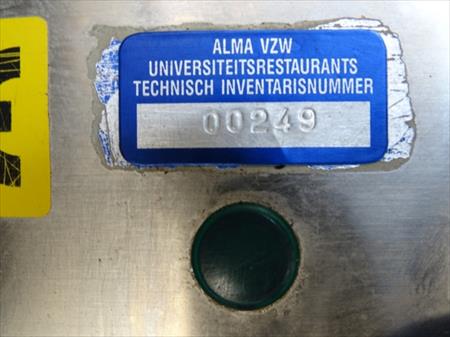 ALMA VZW
UNIVERSITEITSRESTAURANTS
TECHNISCH INVENTARISNUMMER
00249